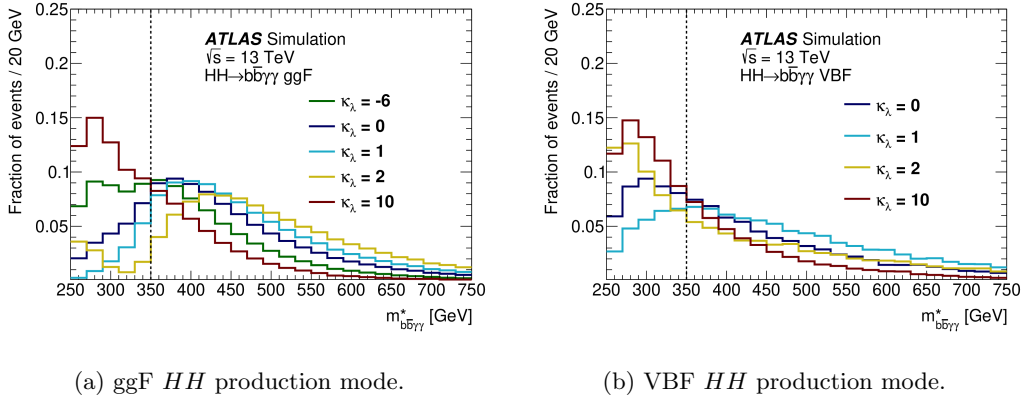 Fraction of events / 20 GeV
0.25
0.2
0.15
0.1
0.05
ATLAS Simulation
√s = 13 TeV
HH→bb̅γγ ggF
κλ = -6
κλ = 0
κλ = 1
κλ = 2
κλ = 10
250 300 350 400 450 500 550 600 650 700 750
m*bb̅γγ [GeV]
(a) ggF HH production mode.
Fraction of events / 20 GeV
0.25
0.2
0.15
0.1
0.05
ATLAS Simulation
√s = 13 TeV
HH→bb̅γγ VBF
κλ = 0
κλ = 1
κλ = 2
κλ = 10
250 300 350 400 450 500 550 600 650 700 750
m*bb̅γγ [GeV]
(b) VBF HH production mode.